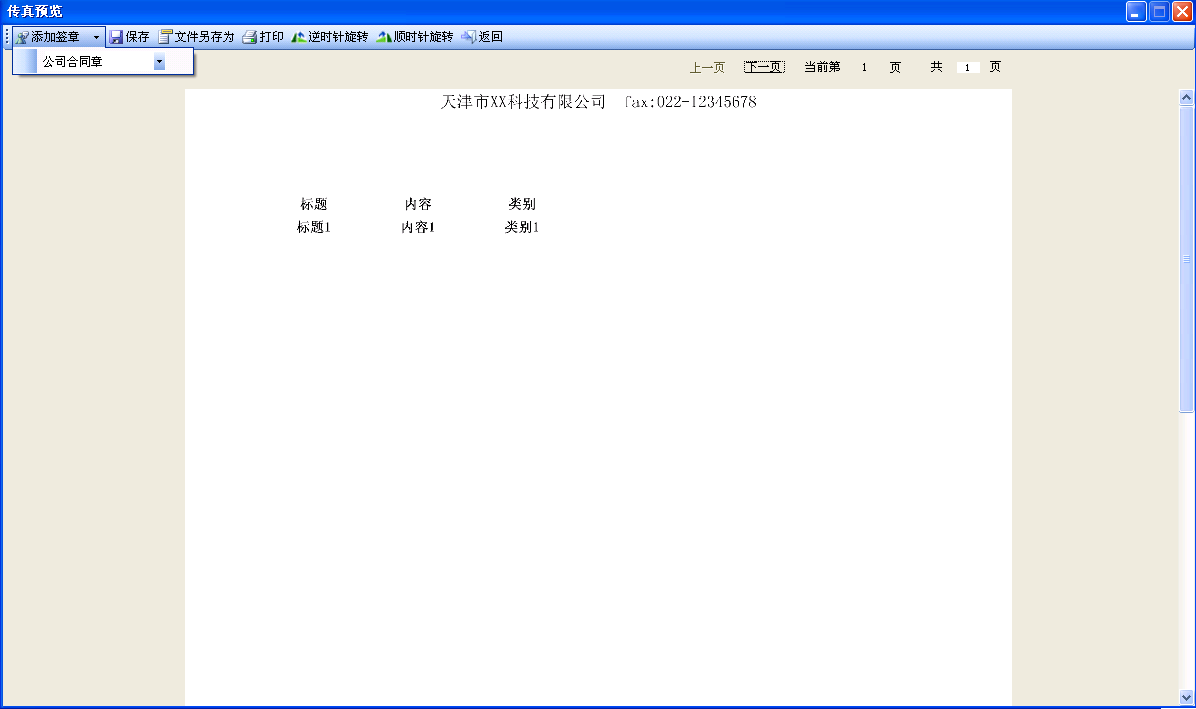 传真预览
添加签章 保存 文件另存为 打印 逆时针旋转 顺时针旋转 返回
公司合同章
上一页 下一页 当前第 1 页 共 1 页
天津市XX科技有限公司 fax:022-12345678
标题 内容 类别
标题1 内容1 类别1